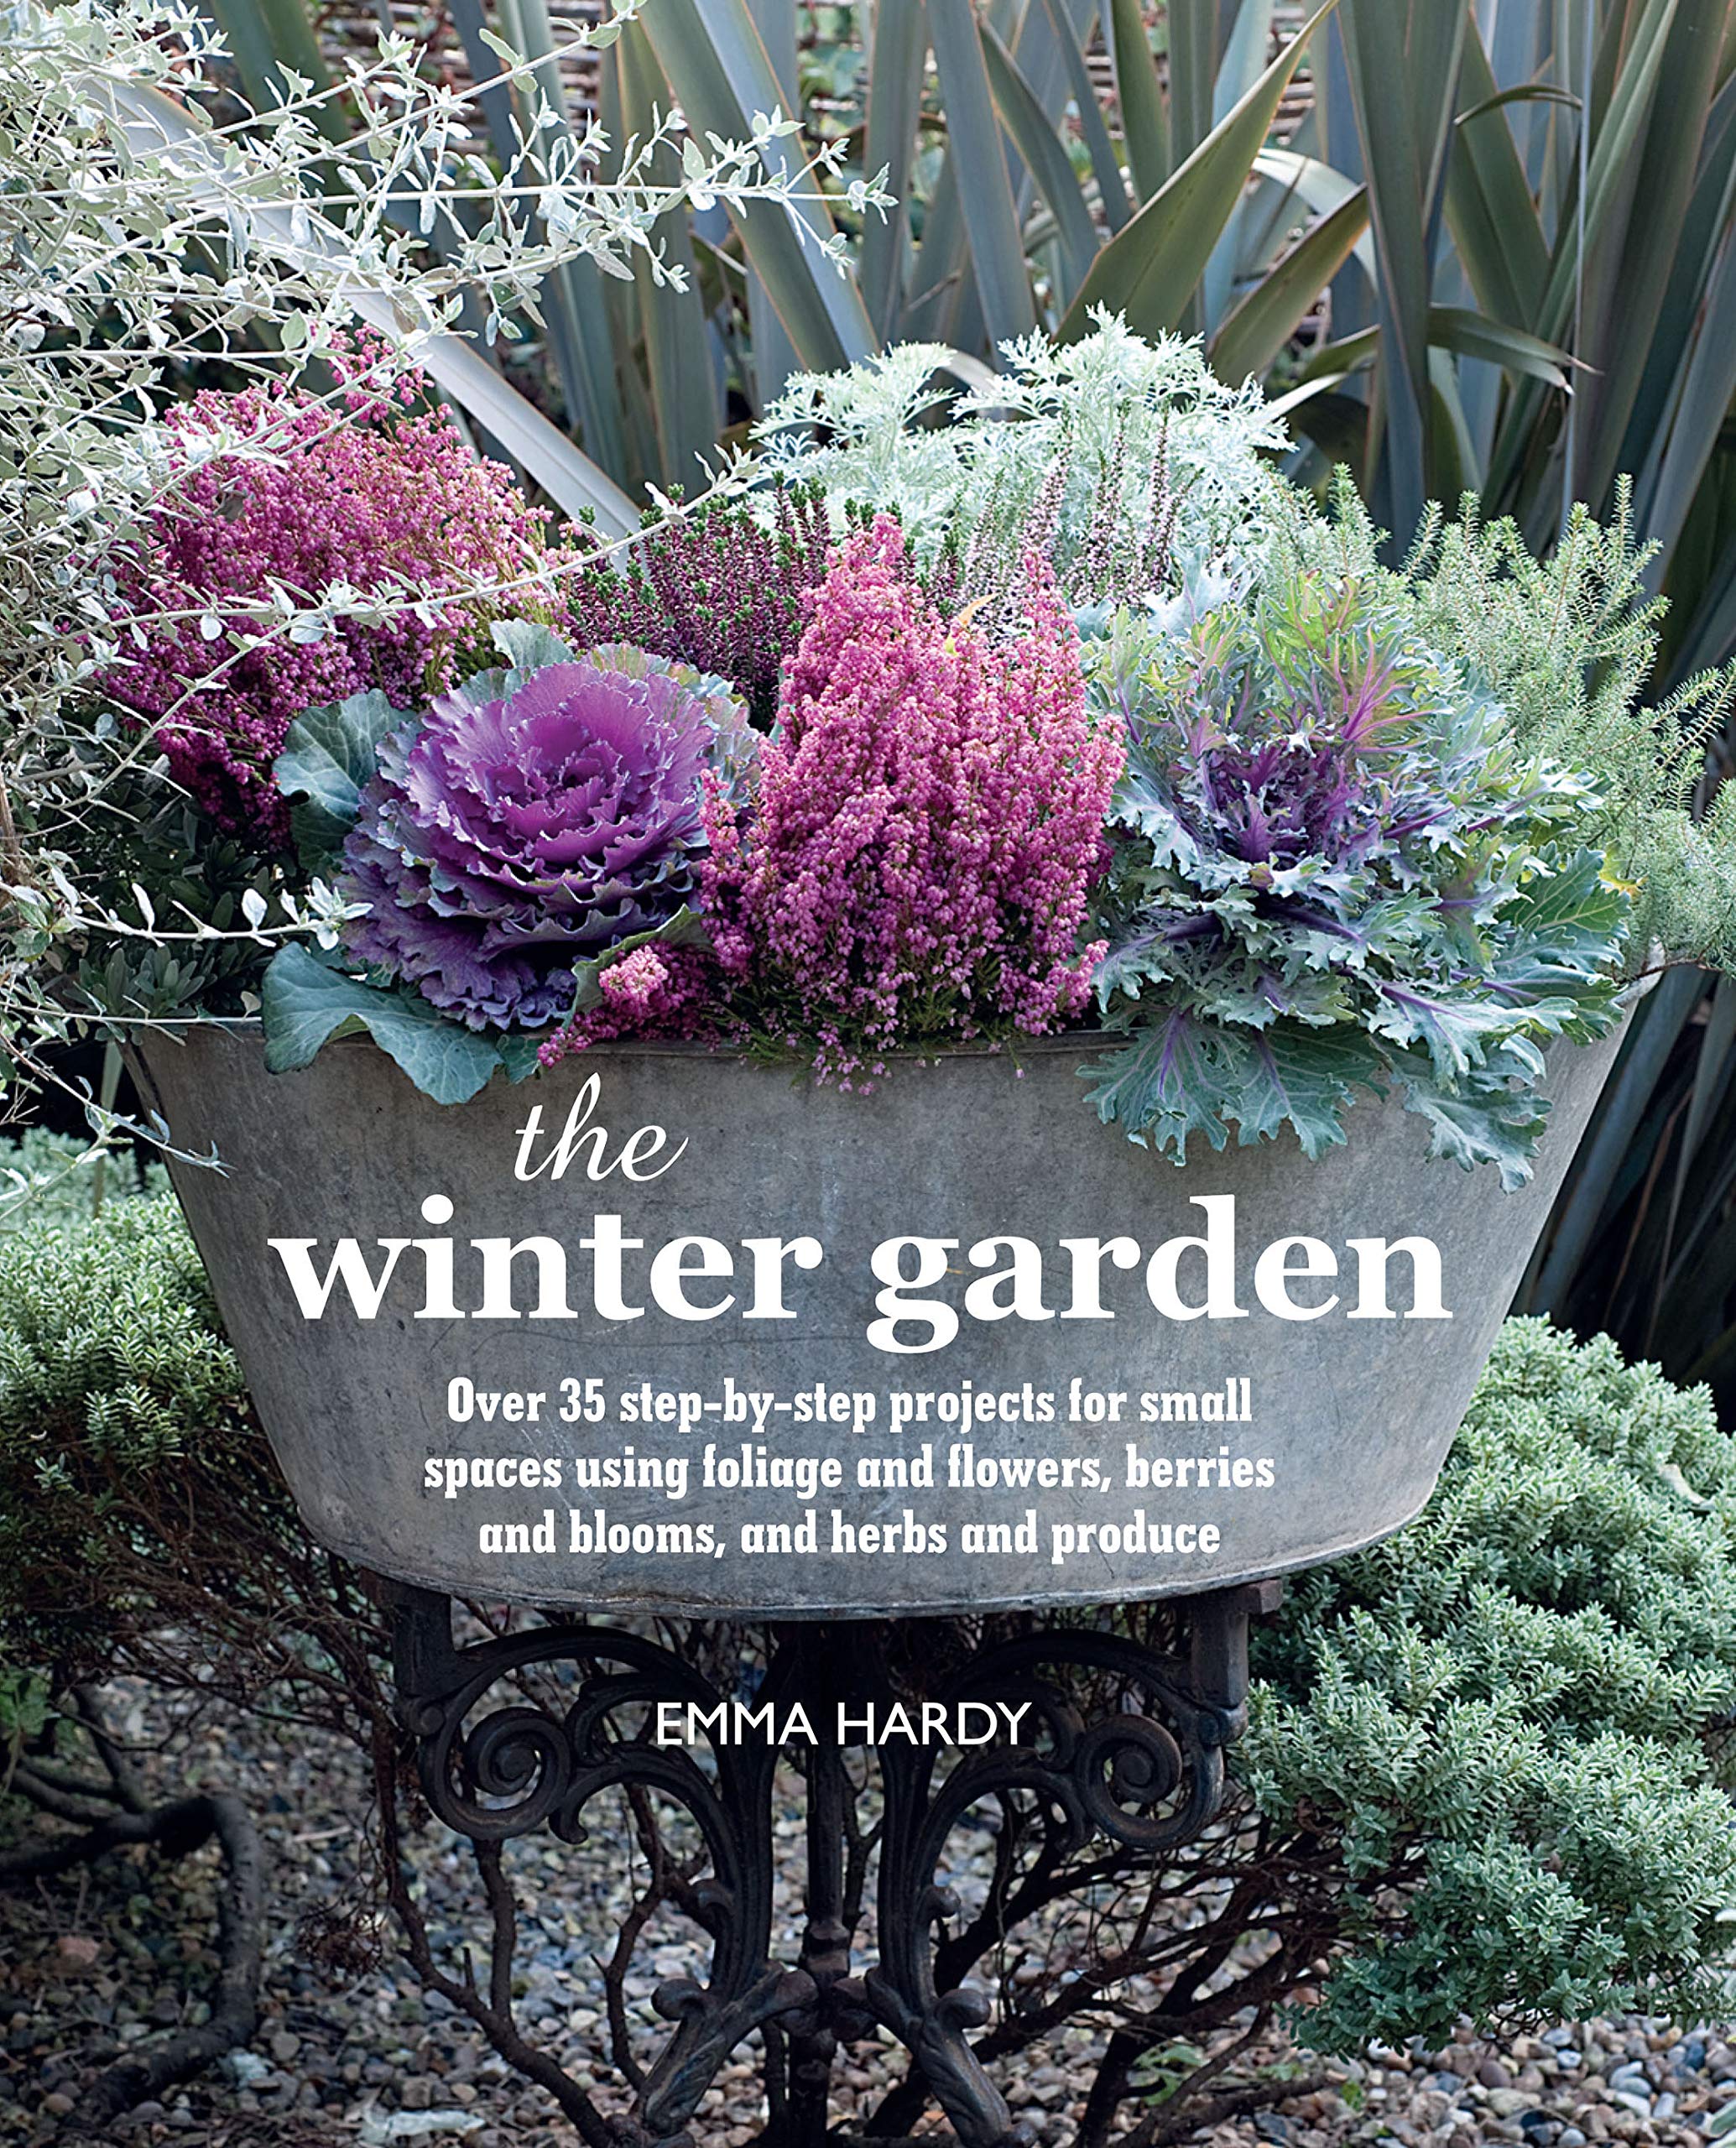 the
winter garden
Over 35 step-by-step projects for small
spaces using foliage and flowers, berries
and blooms, and herbs and produce
EMMA HARDY